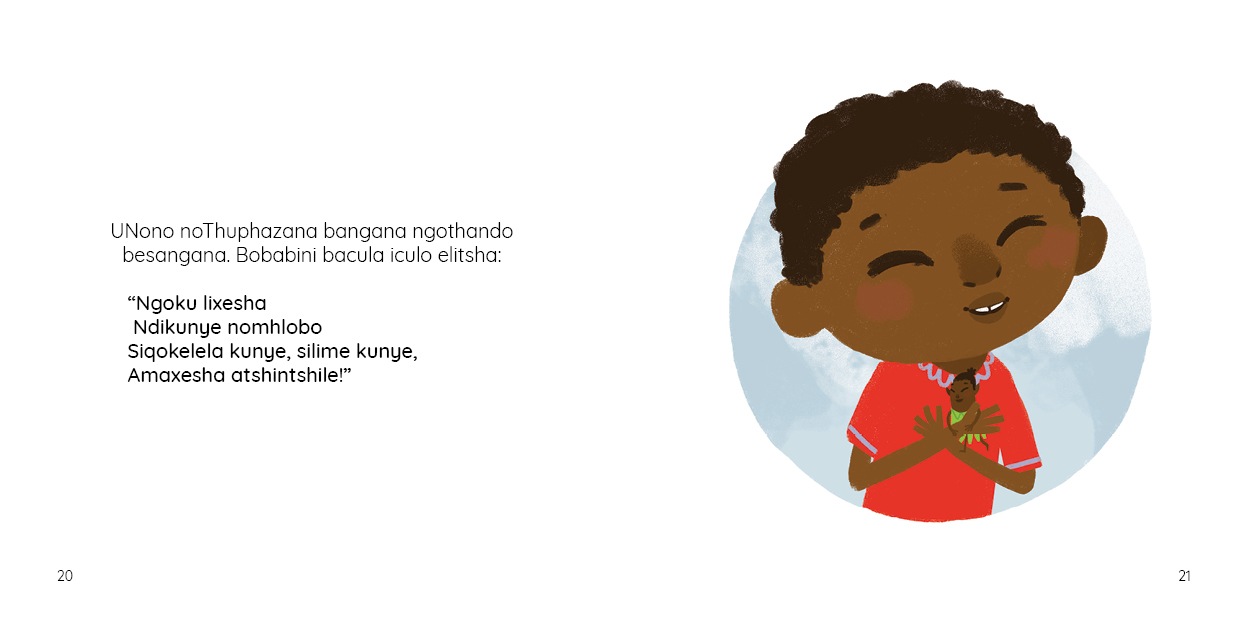 UNono noThuphazana bangana ngothando
besangana. Bobabini bacula iculo elitsha:
“Ngoku lixesha
Ndikunye nomhlobo
Siqokelela kunye, silime kunye,
Amaxesha atshintshile!”
20
21